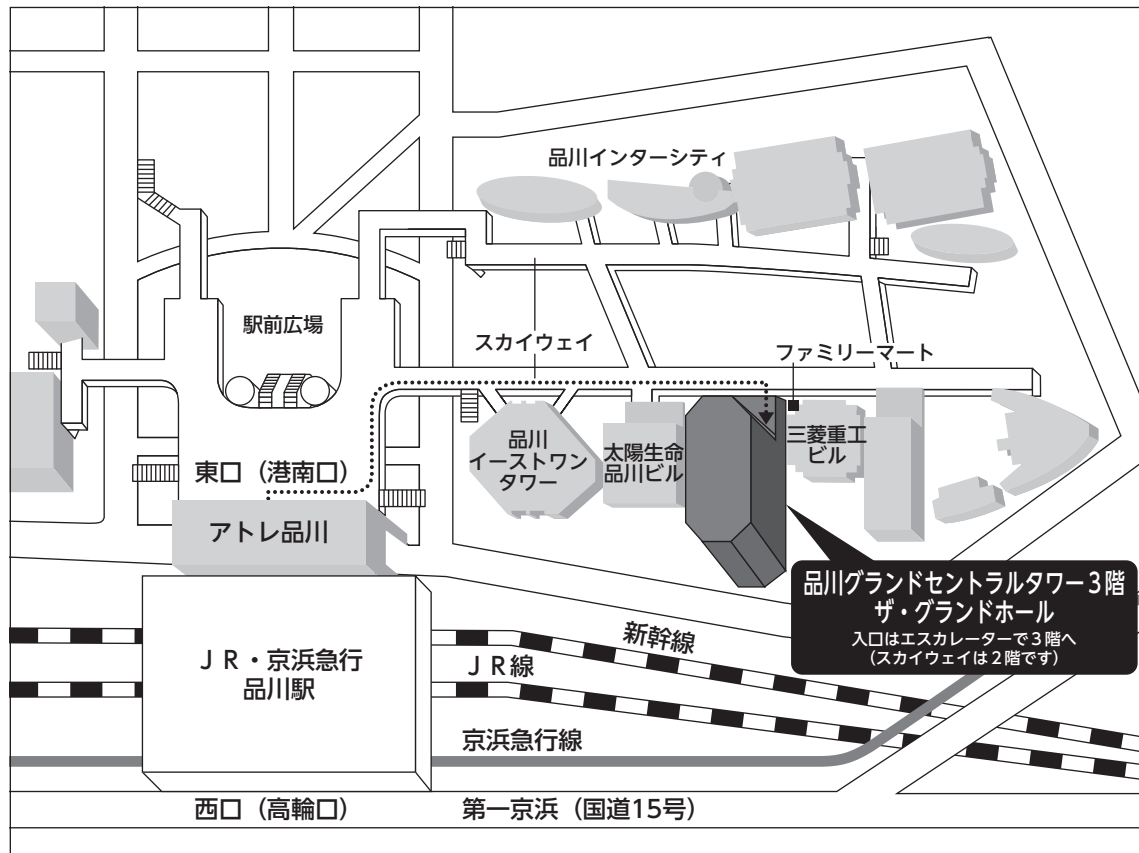 品川インターシティ
駅前広場
スカイウェイ
ファミリーマート
品川
イーストワン
タワー
太陽生命
品川ビル
三菱重工
ビル
東口（港南口）
アトレ品川
品川グランドセントラルタワー３階
ザ・グランドホール
入口はエスカレーターで３階へ
（スカイウェイは２階です）
新幹線
ＪＲ・京浜急行
品川駅
ＪＲ線
京浜急行線
西口（高輪口）
第一京浜（国道15号）